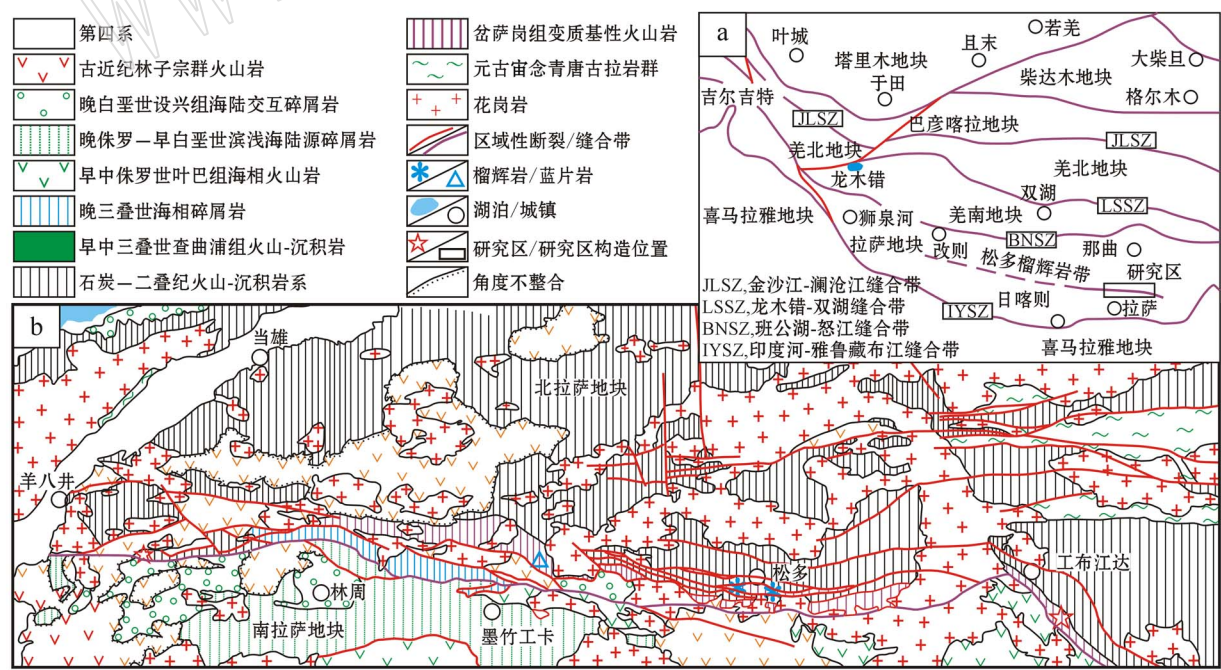 第四系
古近纪林子宗群火山岩
晚白垩世设兴组海陆交互碎屑岩
晚侏罗—早白垩世滨浅海陆源碎屑岩
早中侏罗世叶巴组海相火山岩
晚三叠世海相碎屑岩
早中三叠世查曲浦组火山-沉积岩
石炭—二叠纪火山-沉积岩系
岔萨岗组变质基性火山岩
元古宙念青唐古拉岩群
花岗岩
区域性断裂/缝合带
榴辉岩/蓝片岩
湖泊/城镇
研究区/研究区构造位置
角度不整合
a
叶城
若羌
且末
大柴旦
塔里木地块
于田
柴达木地块
格尔木
吉尔吉特
JLSZ
巴彦喀拉地块
JLSZ
羌北地块
羌北地块
龙木错
双湖
LSSZ
喜马拉雅地块
狮泉河
羌南地块
拉萨地块
改则
BNSZ
那曲
松多榴辉岩带
研究区
JLSZ,金沙江-澜沧江缝合带
LSSZ,龙木错-双湖缝合带
BNSZ,班公湖-怒江缝合带
IYSZ,印度河-雅鲁藏布江缝合带
IYSZ
日喀则
拉萨
喜马拉雅地块
b
当雄
北拉萨地块
羊八井
林周
南拉萨地块
墨竹工卡
松多
工布江达